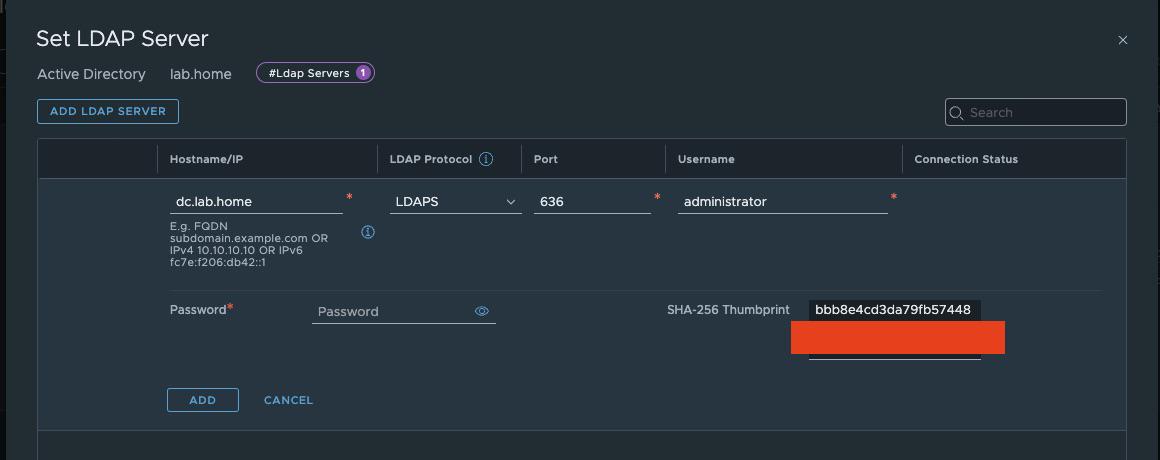 Set LDAP Server
Active Directory lab.home #Ldap Servers 1
ADD LDAP SERVER
Search
Hostname/IP LDAP Protocol Port Username Connection Status
dc.lab.home * LDAPS 636 * administrator *
E.g. FQDN
subdomain.example.com OR
IPv4 10.10.10.10 OR IPv6
fc7e:f206:db42::1
Password* Password SHA-256 Thumbprint bbb8e4cd3da79fb57448
ADD CANCEL